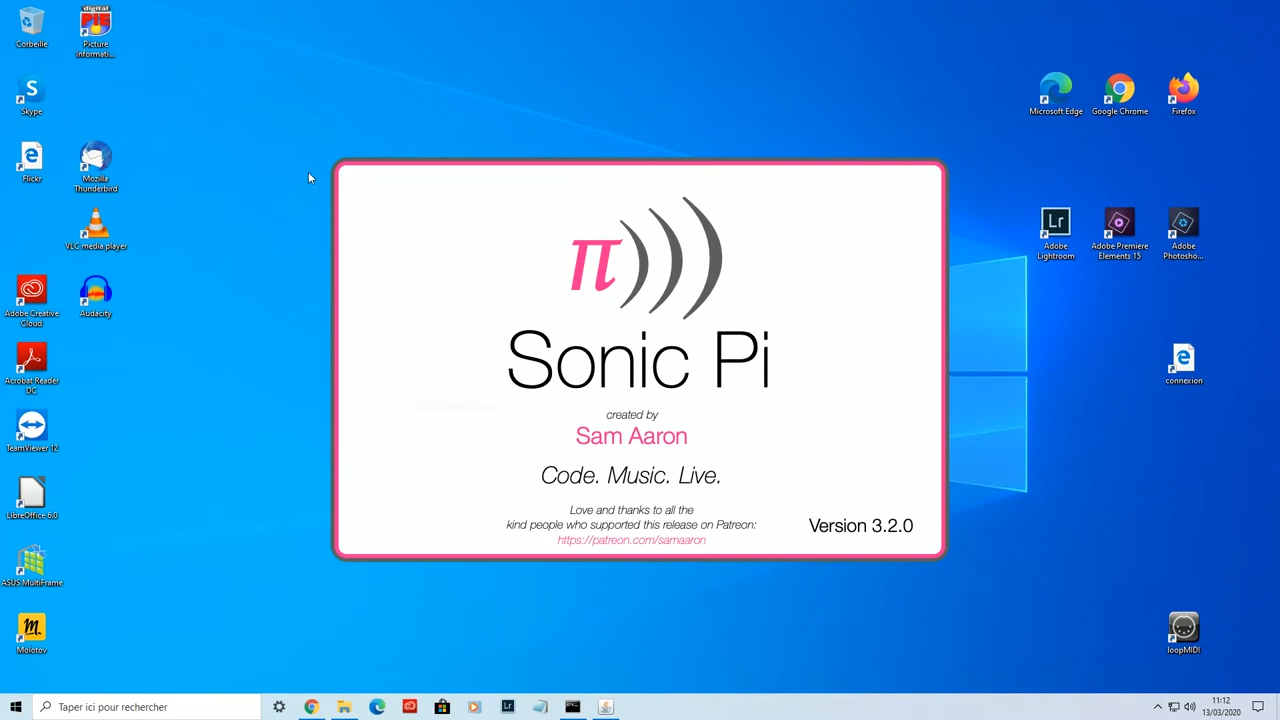 Corbeille
digital
PIE
Picture
Informati...
S
Skype
Microsoft Edge
Google Chrome
Firefox
Flickr
Mozilla
Thunderbird
VLC media player
Lr
Adobe
Lightroom
Adobe Premiere
Elements 15
Adobe
Photosho...
Adobe Creative
Cloud
Audacity
Acrobat Reader
DC
TeamViewer 12
LibreOffice 6.0
ASUS MultiFrame
m
Molotov
connexion
loopMIDI
π)))
Sonic Pi
created by
Sam Aaron
Code. Music. Live.
Love and thanks to all the
kind people who supported this release on Patreon:
https://patreon.com/samaaron
Version 3.2.0
Taper ici pour rechercher
Lr
11:12
13/03/2020